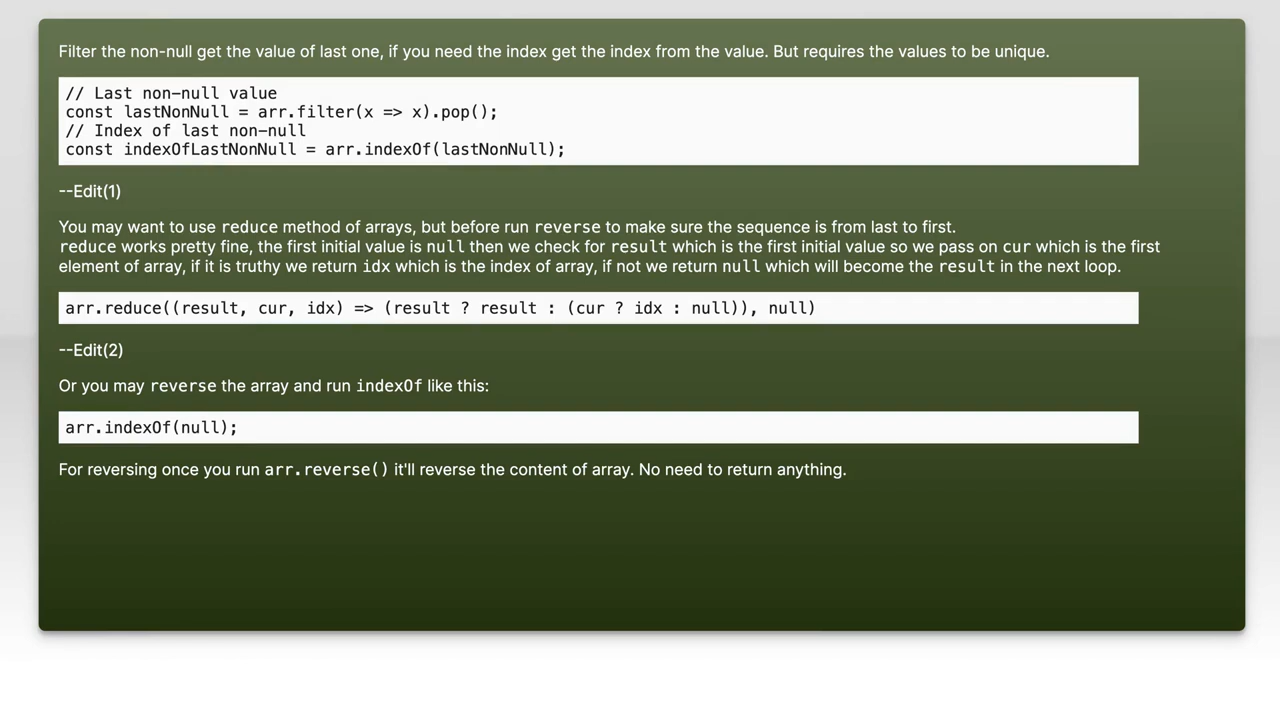 Filter the non-null get the value of last one, if you need the index get the index from the value. But requires the values to be unique.
// Last non-null value
const lastNonNull = arr.filter(x => x).pop();
// Index of last non-null
const indexOfLastNonNull = arr.indexOf(lastNonNull);
--Edit(1)
You may want to use reduce method of arrays, but before run reverse to make sure the sequence is from last to first.
reduce works pretty fine, the first initial value is null then we check for result which is the first initial value so we pass on cur which is the first
element of array, if it is truthy we return idx which is the index of array, if not we return null which will become the result in the next loop.
arr.reduce((result, cur, idx) => (result ? result : (cur ? idx : null)), null)
--Edit(2)
Or you may reverse the array and run indexOf like this:
arr.indexOf(null);
For reversing once you run arr.reverse() it'll reverse the content of array. No need to return anything.